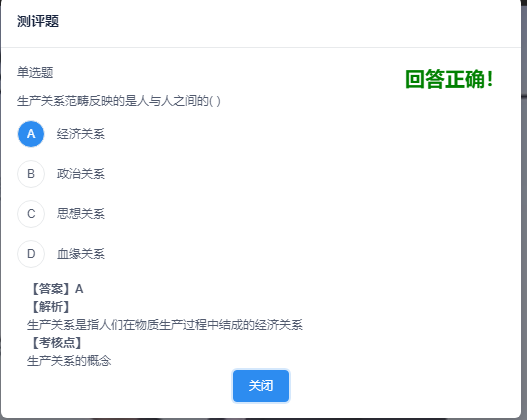 测评题
单选题
回答正确！
生产关系范畴反映的是人与人之间的( )
A 经济关系
B 政治关系
C 思想关系
D 血缘关系
【答案】A
【解析】
生产关系是指人们在物质生产过程中结成的经济关系
【考核点】
生产关系的概念
关闭